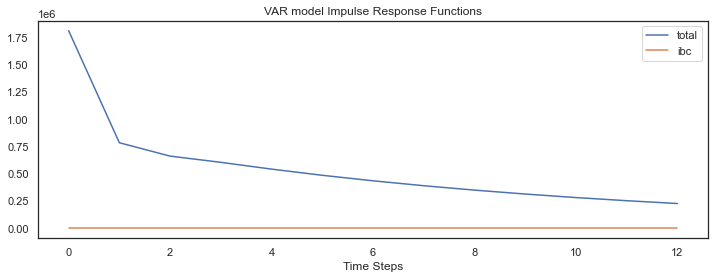 VAR model Impulse Response Functions
1e6
total
ibc
1.75
1.50
1.25
1.00
0.75
0.50
0.25
0.00
0 2 4 6 8 10 12
Time Steps